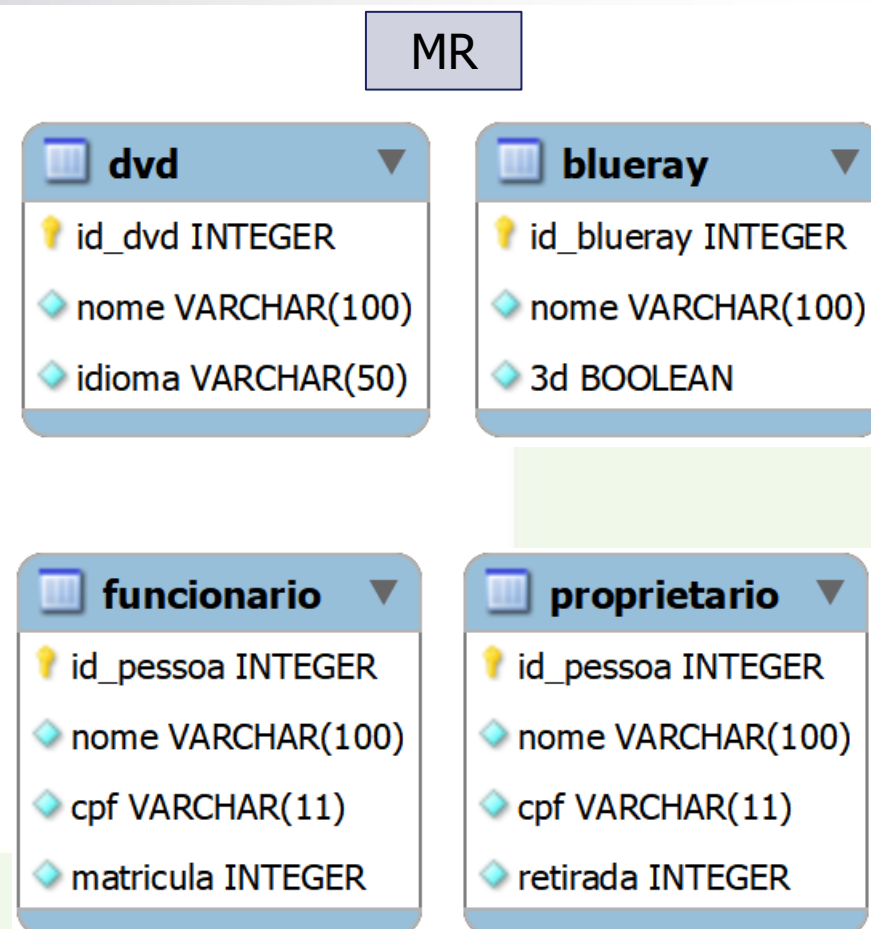 MR
dvd
id_dvd INTEGER
nome VARCHAR(100)
idioma VARCHAR(50)
blueray
id_blueray INTEGER
nome VARCHAR(100)
3d BOOLEAN
funcionario
id_pessoa INTEGER
nome VARCHAR(100)
cpf VARCHAR(11)
matricula INTEGER
proprietario
id_pessoa INTEGER
nome VARCHAR(100)
cpf VARCHAR(11)
retirada INTEGER